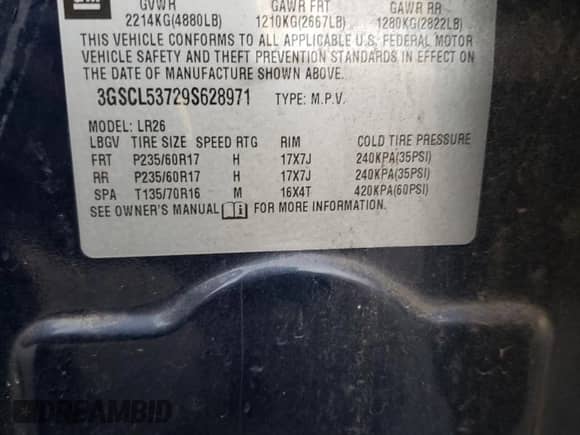 GM
GVWR GAWR FRT GAWR RR
2214KG(4880LB) 1210KG(2667LB) 1280KG(2822LB)
THIS VEHICLE CONFORMS TO ALL APPLICABLE U.S. FEDERAL MOTOR
VEHICLE SAFETY AND THEFT PREVENTION STANDARDS IN EFFECT ON THE
DATE OF MANUFACTURE SHOWN ABOVE.
3GSCL53729S628971 TYPE: M.P.V.
MODEL: LR26
LBGV TIRE SIZE SPEED RTG RIM COLD TIRE PRESSURE
FRT P235/60R17 H 17X7J 240KPA(35PSI)
RR P235/60R17 H 17X7J 240KPA(35PSI)
SPA T135/70R16 M 16X4T 420KPA(60PSI)
SEE OWNER'S MANUAL FOR MORE INFORMATION.
DREAMBID